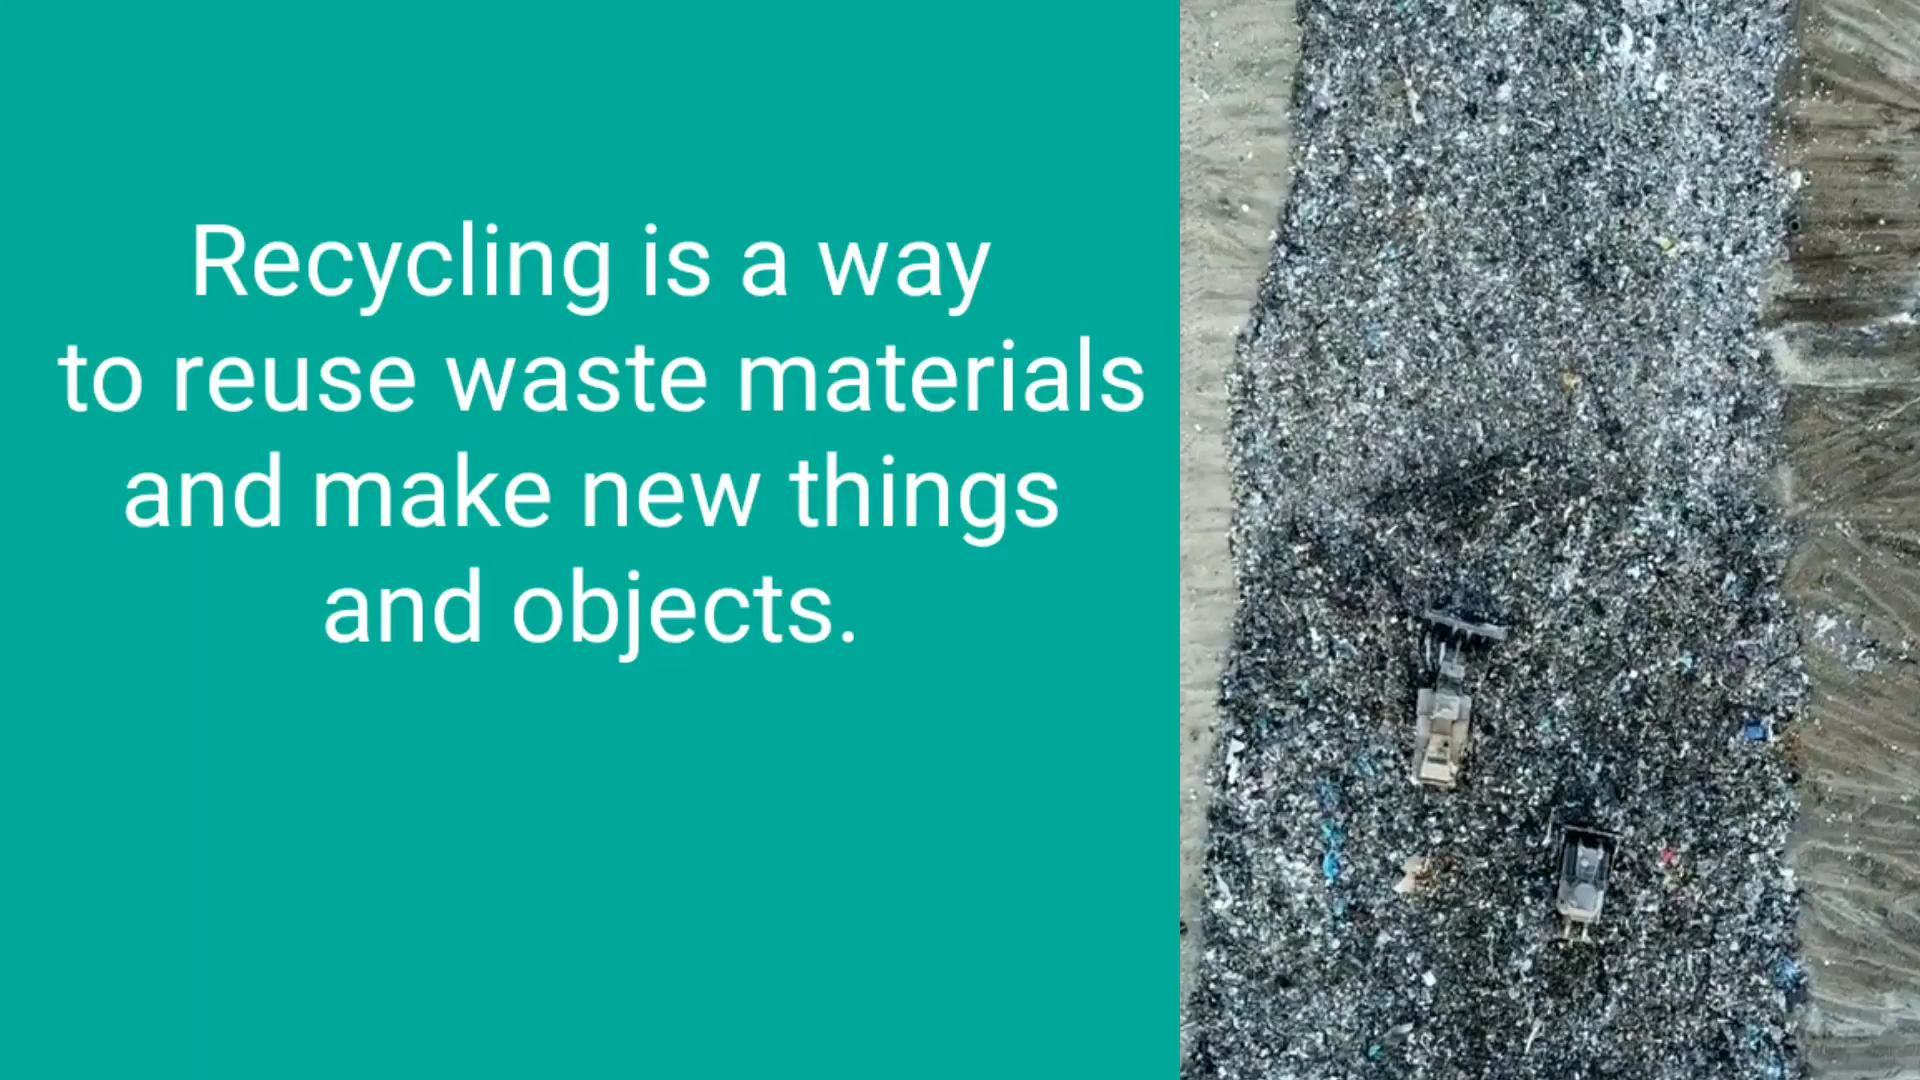 Recycling is a way
to reuse waste materials
and make new things
and objects.